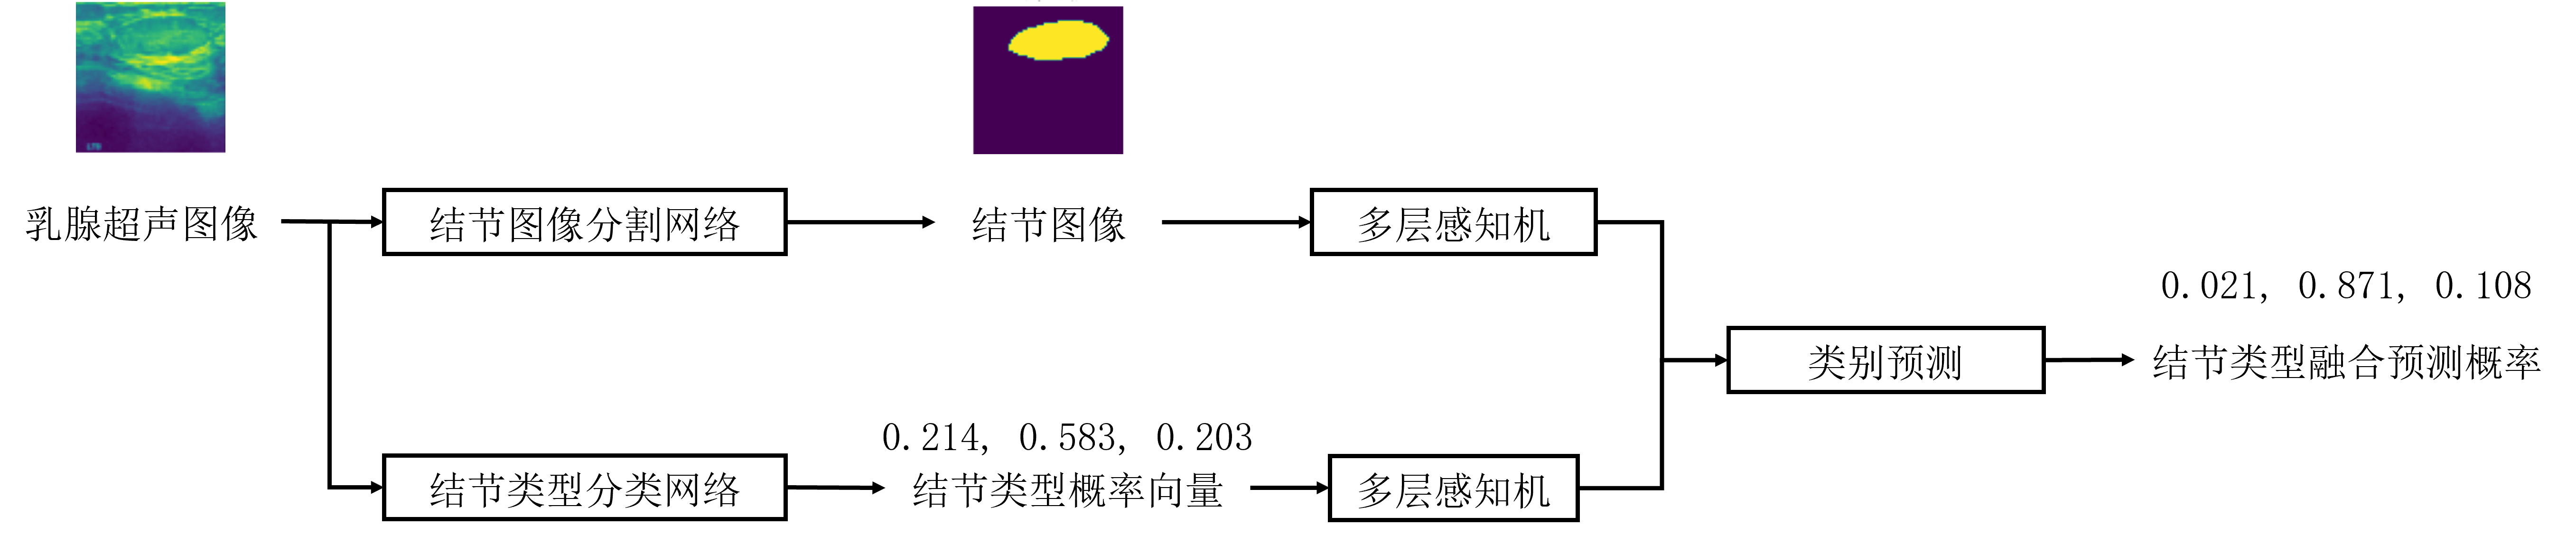 乳腺超声图像
结节图像分割网络
结节图像
多层感知机
0.214, 0.583, 0.203
结节类型分类网络
结节类型概率向量
多层感知机
类别预测
0.021, 0.871, 0.108
结节类型融合预测概率